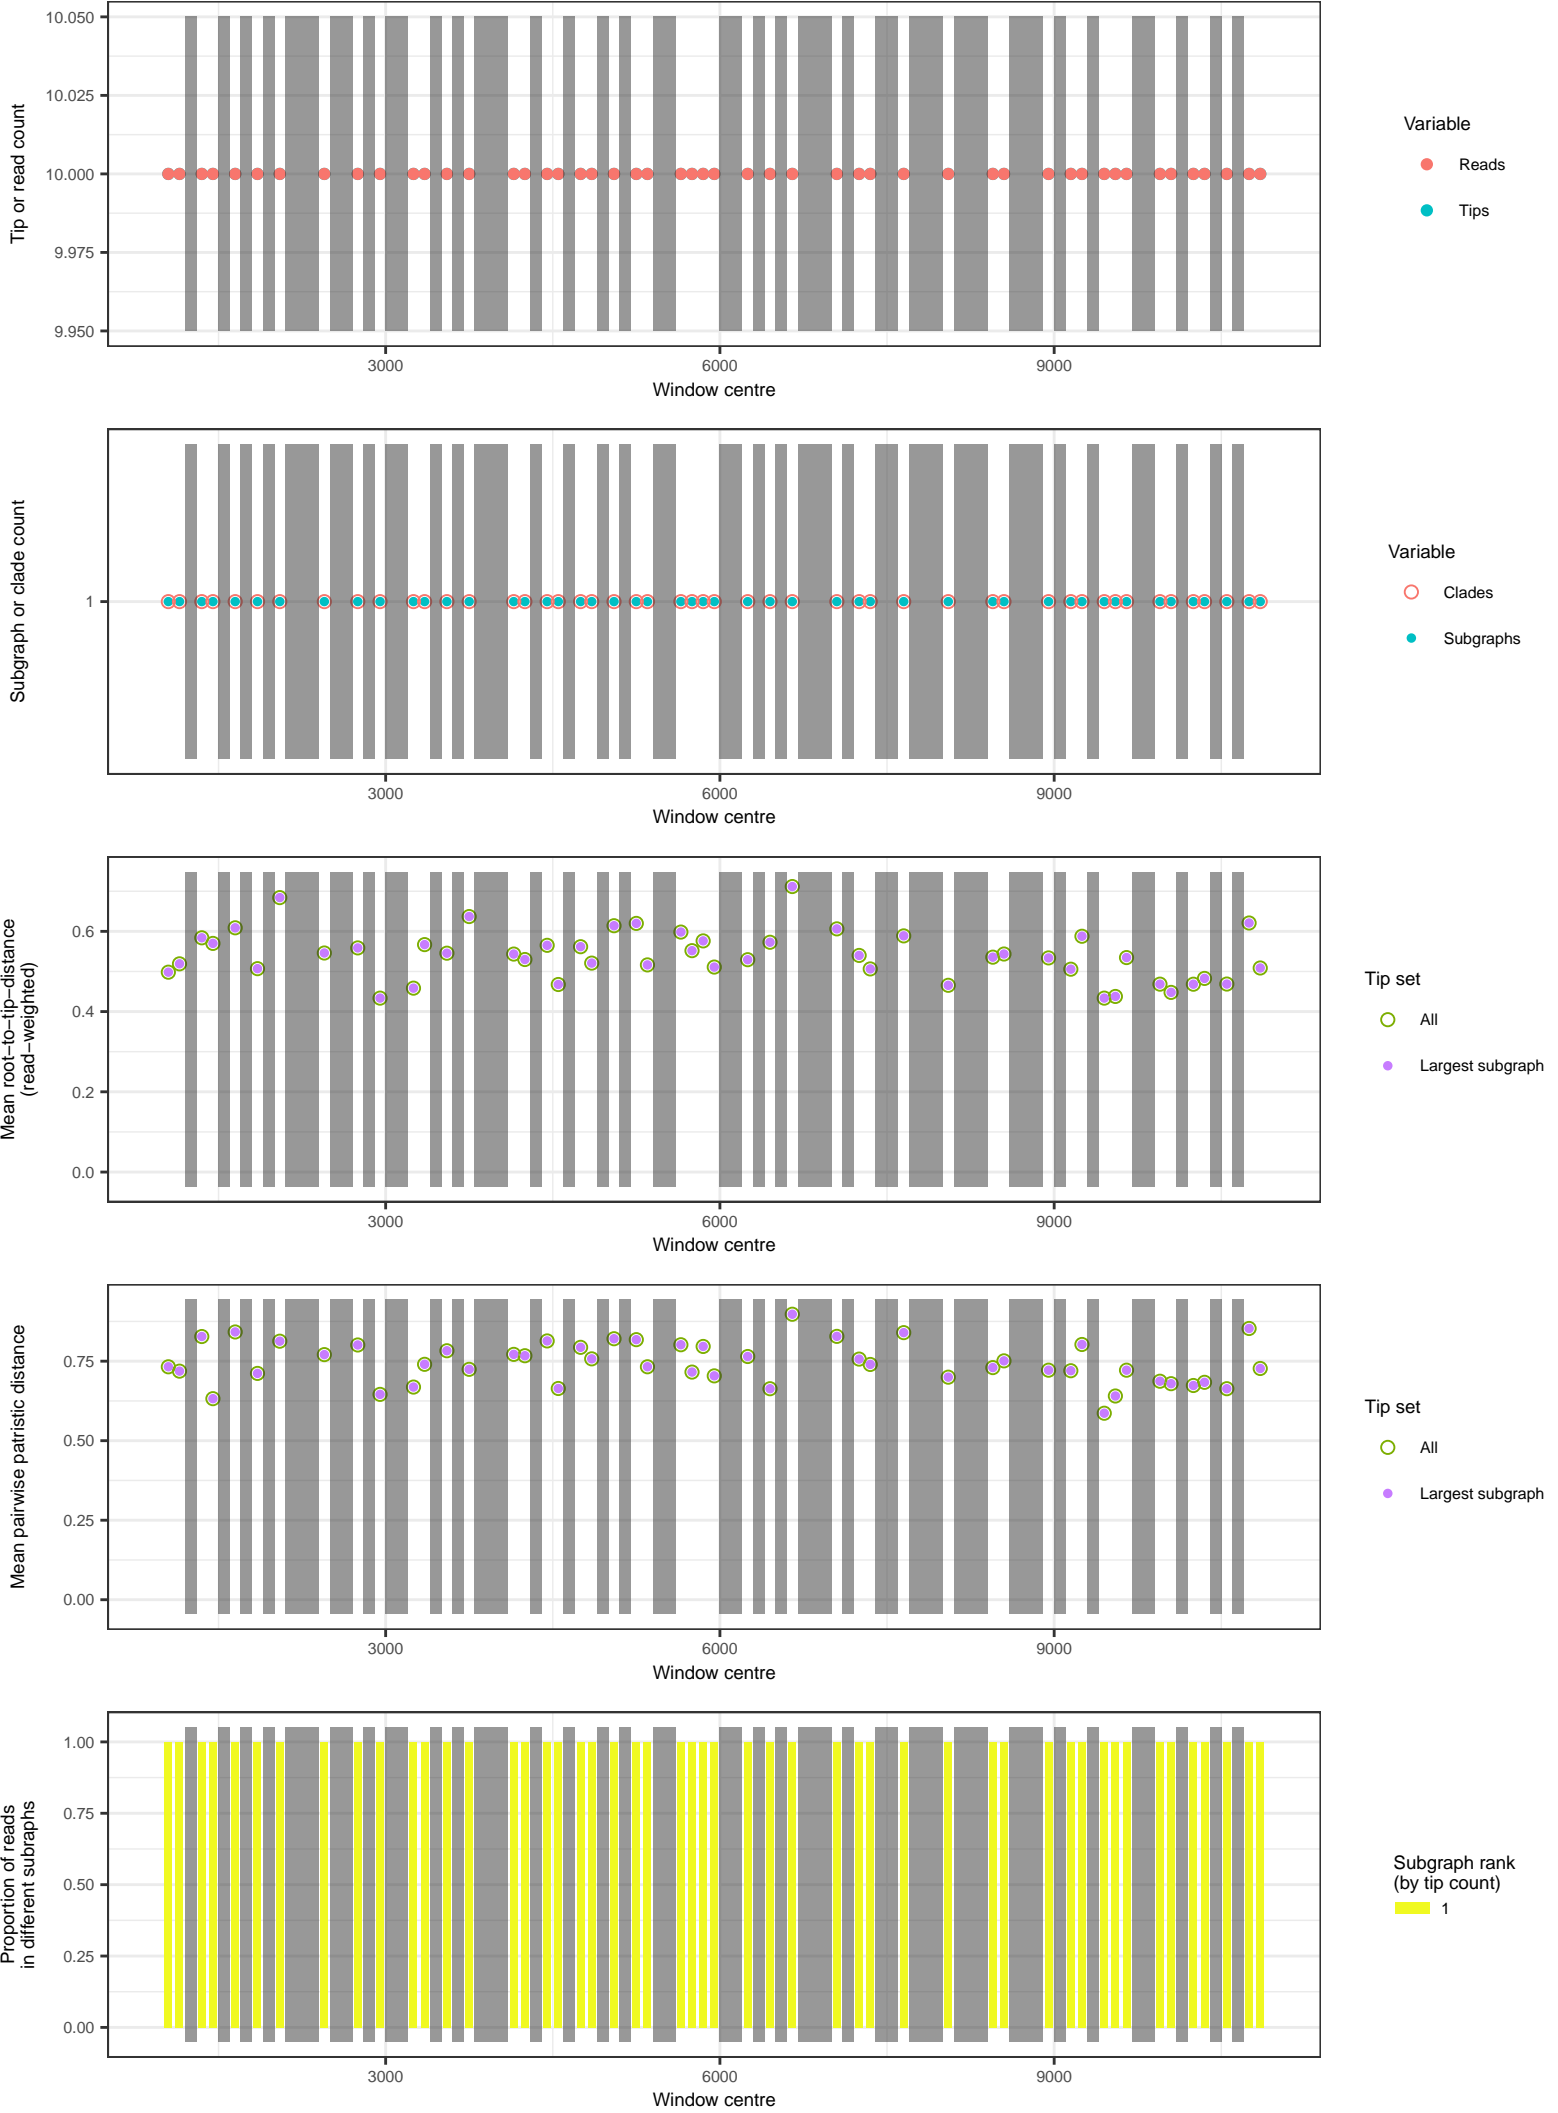 10.050
10.025
10.000
9.975
9.950
Tip or read count
3000
6000
9000
Window centre
Variable
Reads
Tips
1
Subgraph or clade count
3000
6000
9000
Window centre
Variable
Clades
Subgraphs
0.6
0.4
0.2
0.0
Mean root−to−tip−distance
(read−weighted)
3000
6000
9000
Window centre
Tip set
All
Largest subgraph
0.75
0.50
0.25
0.00
Mean pairwise patristic distance
3000
6000
9000
Window centre
Tip set
All
Largest subgraph
1.00
0.75
0.50
0.25
0.00
Proportion of reads
in different subraphs
3000
6000
9000
Window centre
Subgraph rank
(by tip count)
1